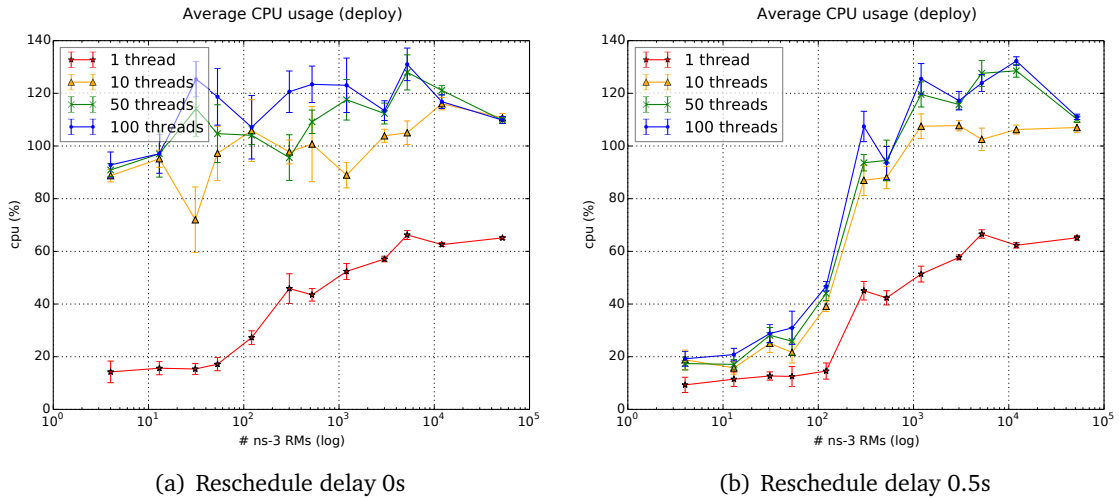 Average CPU usage (deploy)
140
120
100
80
60
40
20
0
cpu (%)
1 thread
10 threads
50 threads
100 threads
10^0
10^1
10^2
10^3
10^4
10^5
# ns-3 RMs (log)
(a) Reschedule delay 0s
Average CPU usage (deploy)
140
120
100
80
60
40
20
0
cpu (%)
1 thread
10 threads
50 threads
100 threads
10^0
10^1
10^2
10^3
10^4
10^5
# ns-3 RMs (log)
(b) Reschedule delay 0.5s